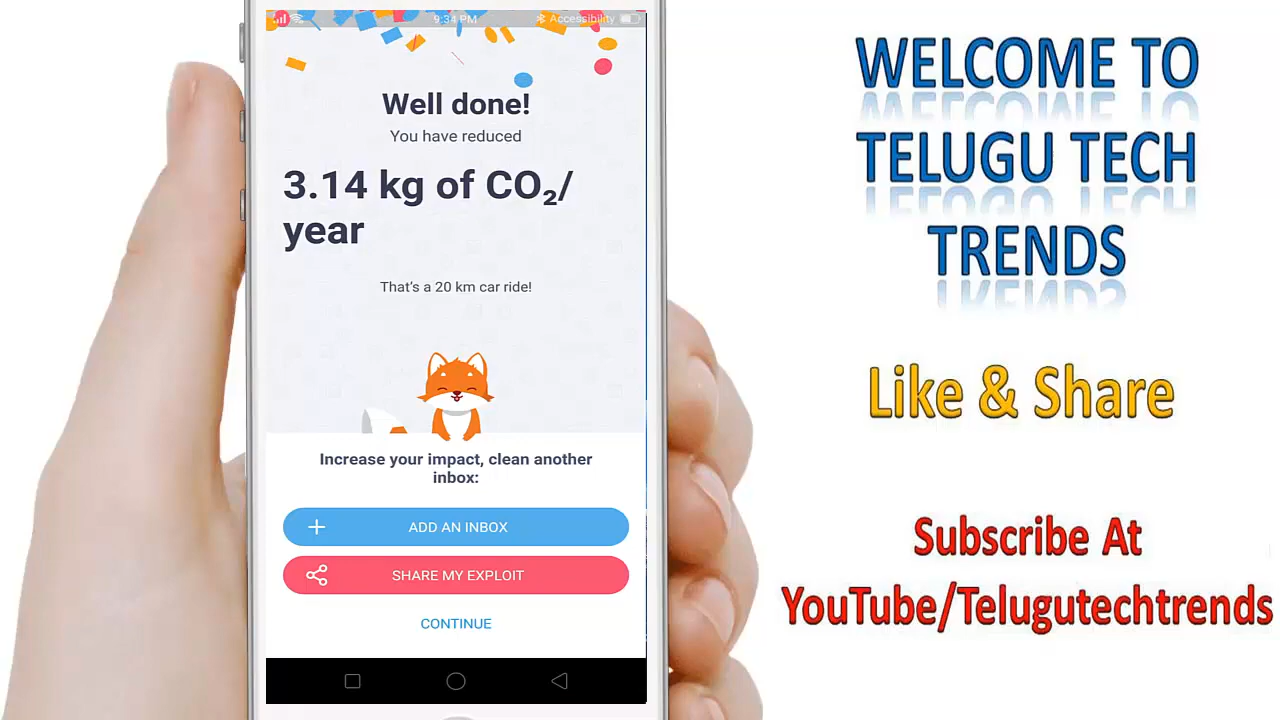 9:34 PM
Accessibility
Well done!
You have reduced
3.14 kg of CO₂/
year
That's a 20 km car ride!
Increase your impact, clean another
inbox:
ADD AN INBOX
SHARE MY EXPLOIT
CONTINUE
WELCOME TO
TELUGU TECH
TRENDS
Like & Share
Subscribe At
YouTube/Telugutechtrends